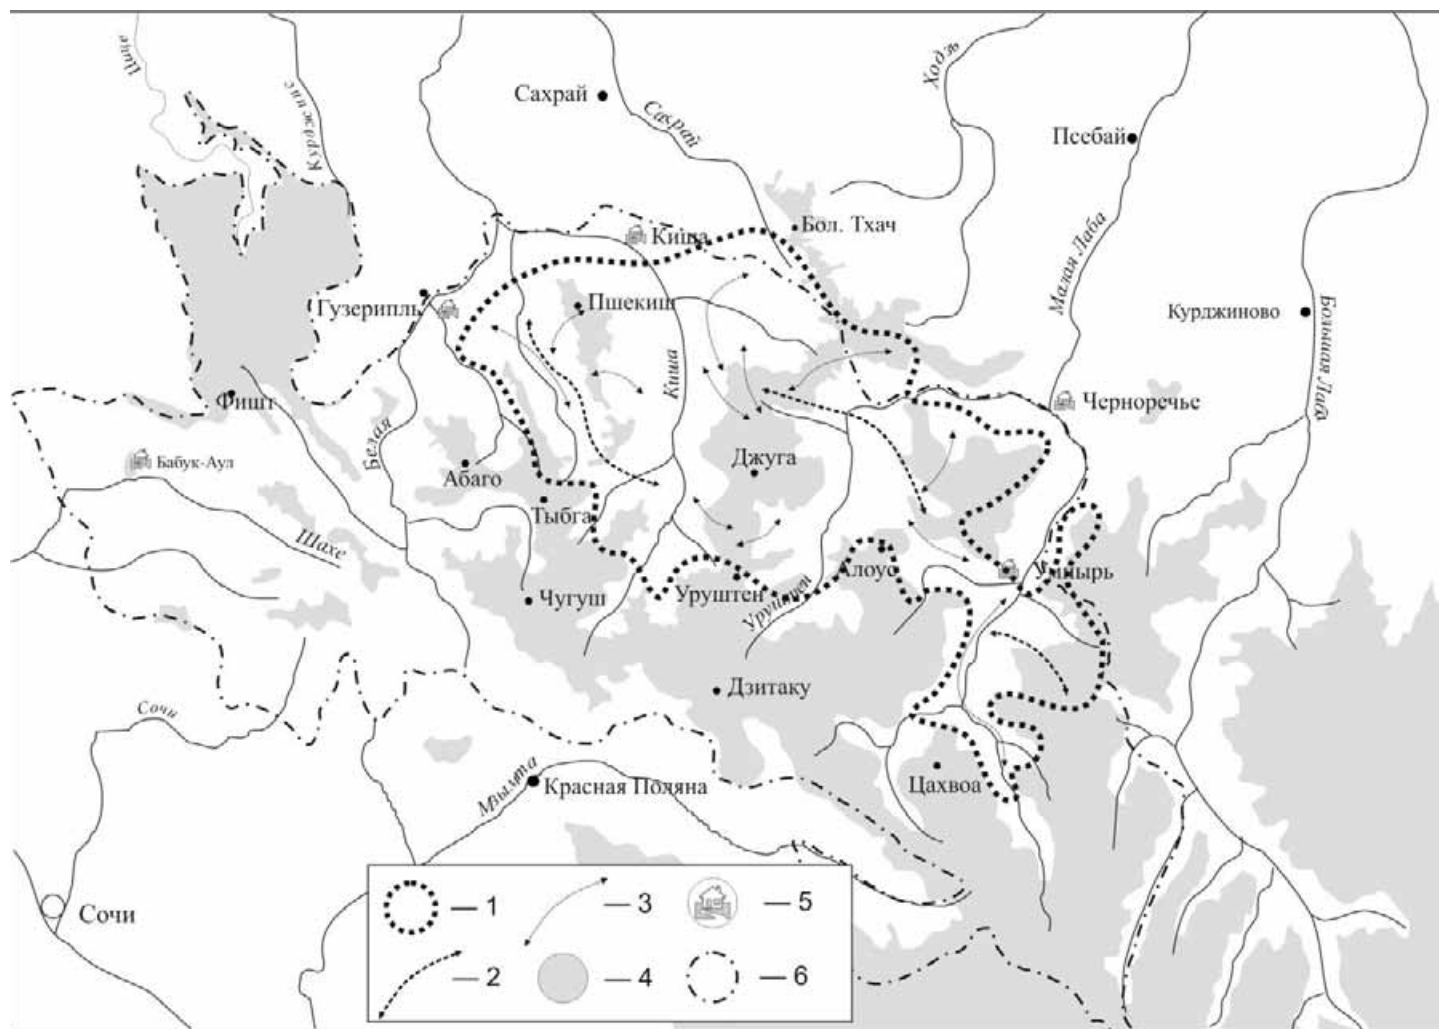 Цице
Курджипс
Сахрай
Сахрай
Ходзь
Псебай
Малая Лаба
Бол. Тхач
Киша
Гузерипль
Пшекиш
Курджиново
Большая Лаба
Киша
Фишт
Белая
Черноречье
Бабук-Аул
Абаго
Джуга
Тыбга
Шахе
Чугуш
Уруштен
Уруштен
Алоус
Умпырь
Дзитаку
Сочи
Мзымта
Красная Поляна
Цахвоа
Сочи
— 1
— 3
— 5
— 2
— 4
— 6